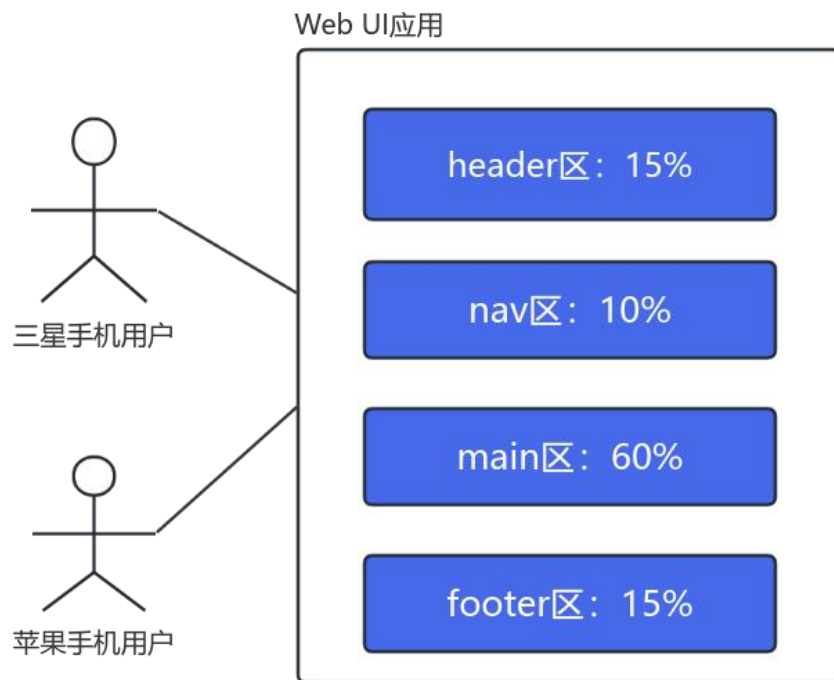 Web UI应用
header区：15%
nav区：10%
三星手机用户
main区：60%
footer区：15%
苹果手机用户